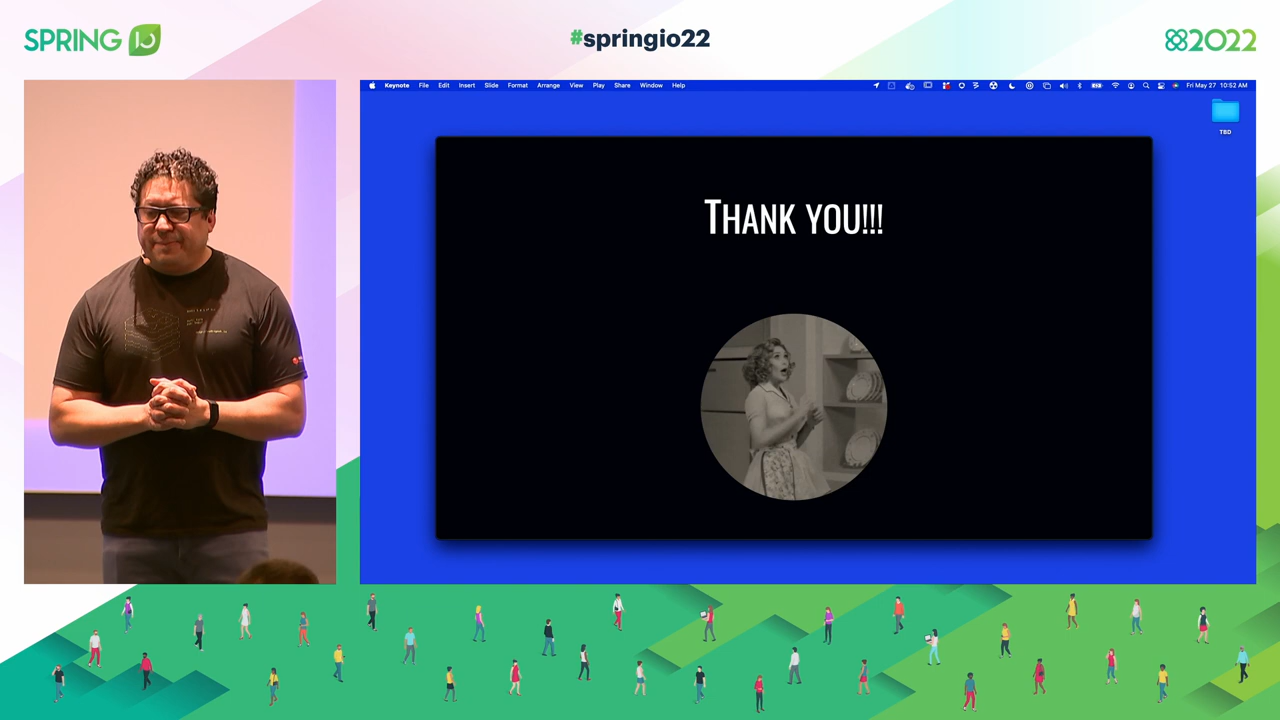 SPRING IO
#springio22
2022
Keynote File Edit Insert Slide Format Arrange View Play Share Window Help
Fri May 27 10:52 AM
TBD
THANK YOU!!!